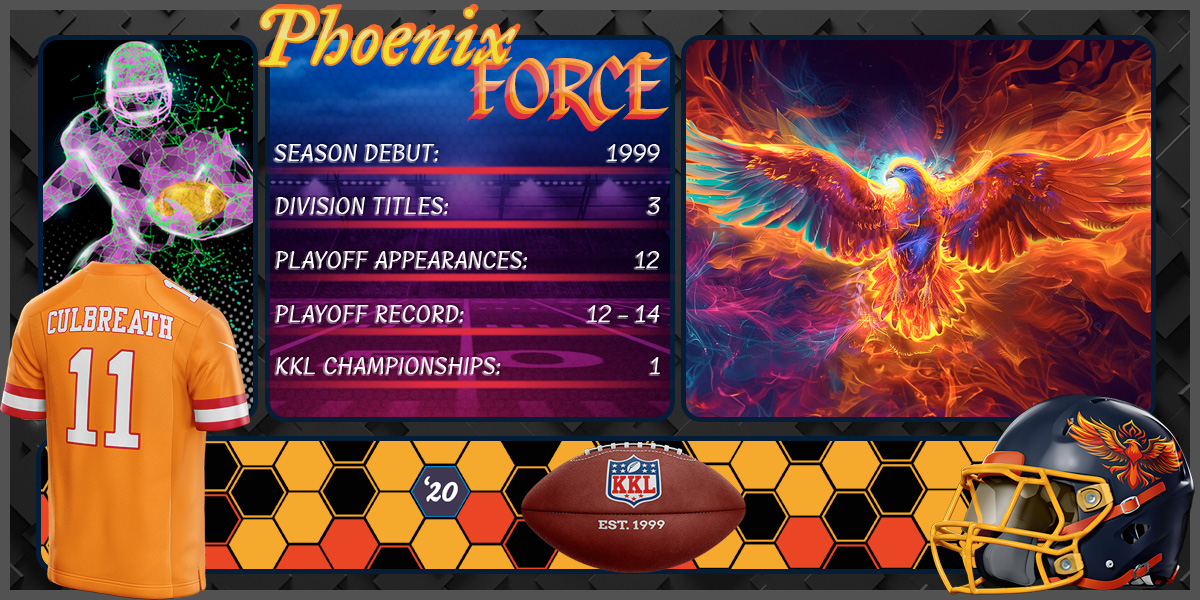 Phoenix
FORCE
SEASON DEBUT: 1999
DIVISION TITLES: 3
PLAYOFF APPEARANCES: 12
PLAYOFF RECORD: 12 – 14
KKL CHAMPIONSHIPS: 1
CULBREATH
11
‘20
KKL
EST. 1999